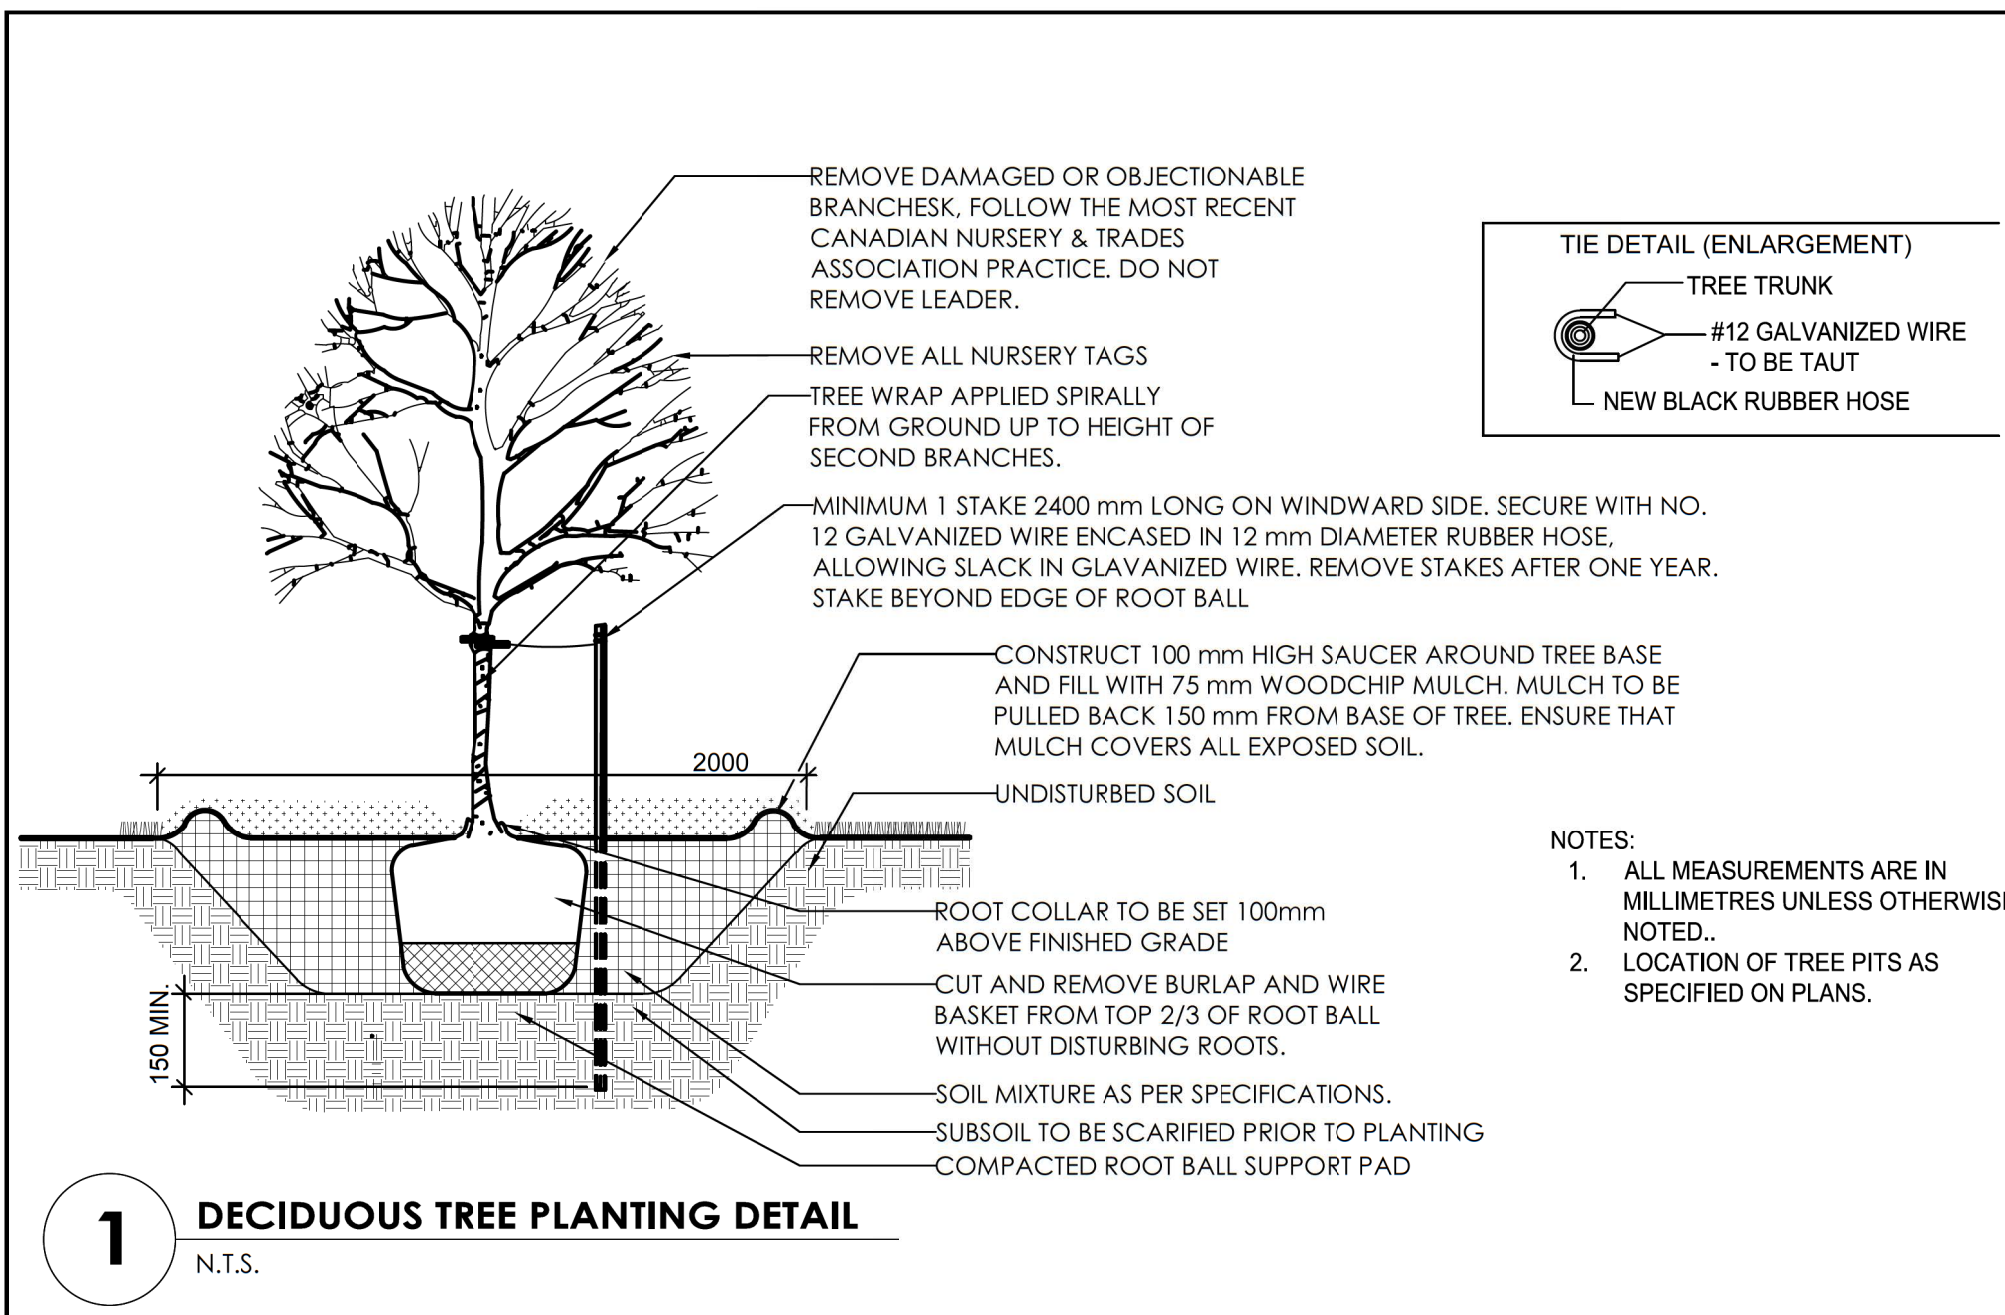 REMOVE DAMAGED OR OBJECTIONABLE
BRANCHESK, FOLLOW THE MOST RECENT
CANADIAN NURSERY & TRADES
ASSOCIATION PRACTICE. DO NOT
REMOVE LEADER.
REMOVE ALL NURSERY TAGS
TREE WRAP APPLIED SPIRALLY
FROM GROUND UP TO HEIGHT OF
SECOND BRANCHES.
MINIMUM 1 STAKE 2400 mm LONG ON WINDWARD SIDE. SECURE WITH NO.
12 GALVANIZED WIRE ENCASED IN 12 mm DIAMETER RUBBER HOSE,
ALLOWING SLACK IN GLAVANIZED WIRE. REMOVE STAKES AFTER ONE YEAR.
STAKE BEYOND EDGE OF ROOT BALL
CONSTRUCT 100 mm HIGH SAUCER AROUND TREE BASE
AND FILL WITH 75 mm WOODCHIP MULCH. MULCH TO BE
PULLED BACK 150 mm FROM BASE OF TREE. ENSURE THAT
MULCH COVERS ALL EXPOSED SOIL.
2000
UNDISTURBED SOIL
ROOT COLLAR TO BE SET 100mm
ABOVE FINISHED GRADE
CUT AND REMOVE BURLAP AND WIRE
BASKET FROM TOP 2/3 OF ROOT BALL
WITHOUT DISTURBING ROOTS.
150 MIN.
SOIL MIXTURE AS PER SPECIFICATIONS.
SUBSOIL TO BE SCARIFIED PRIOR TO PLANTING
COMPACTED ROOT BALL SUPPORT PAD
TIE DETAIL (ENLARGEMENT)
TREE TRUNK
#12 GALVANIZED WIRE
- TO BE TAUT
NEW BLACK RUBBER HOSE
NOTES:
1. ALL MEASUREMENTS ARE IN
MILLIMETRES UNLESS OTHERWIS
NOTED..
2. LOCATION OF TREE PITS AS
SPECIFIED ON PLANS.
1
DECIDUOUS TREE PLANTING DETAIL
N.T.S.